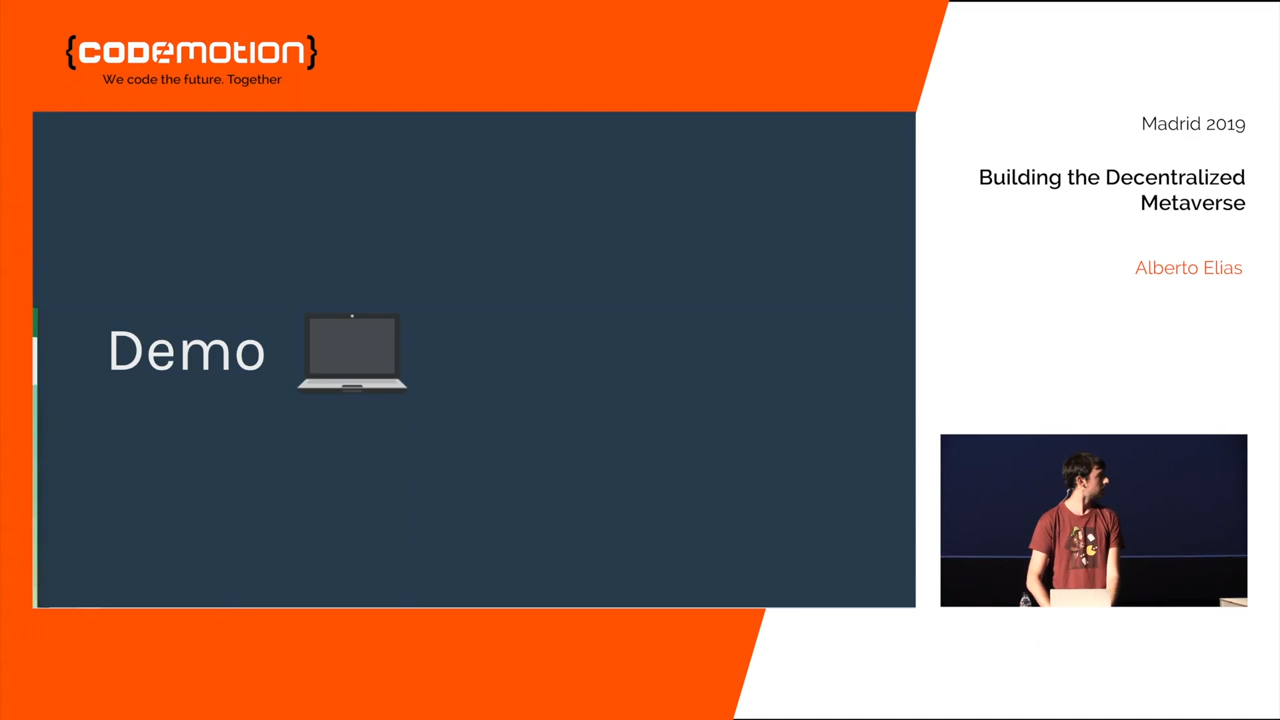 {CODEMOTION}
We code the future. Together
Madrid 2019
Building the Decentralized
Metaverse
Alberto Elias
Demo